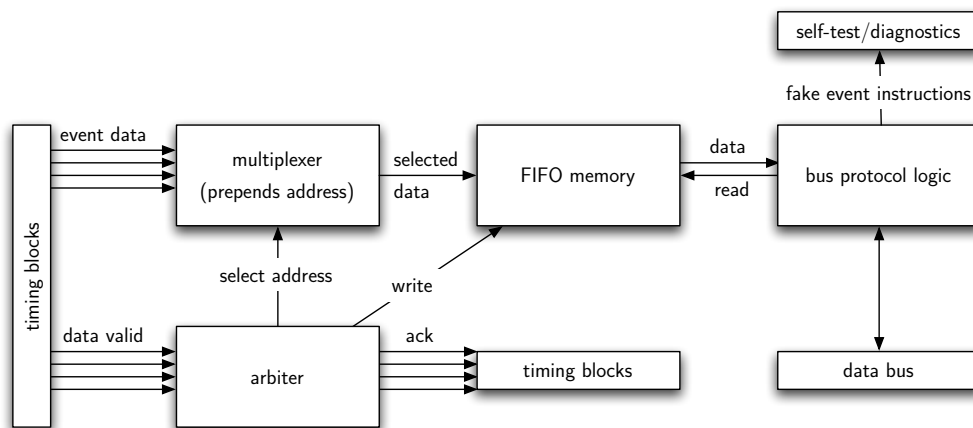 self-test/diagnostics
fake event instructions
event data
multiplexer
(prepends address)
selected
data
FIFO memory
data
read
bus protocol logic
timing blocks
select address
write
data valid
arbiter
ack
timing blocks
data bus